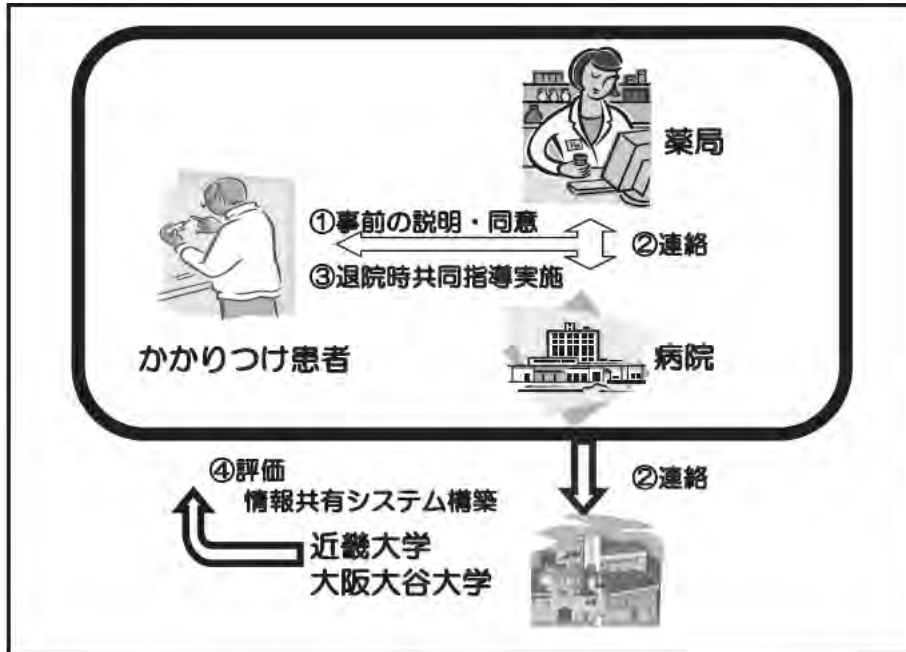 薬局
①事前の説明・同意
②連絡
③退院時共同指導実施
かかりつけ患者
病院
④評価
情報共有システム構築
②連絡
近畿大学
大阪大谷大学